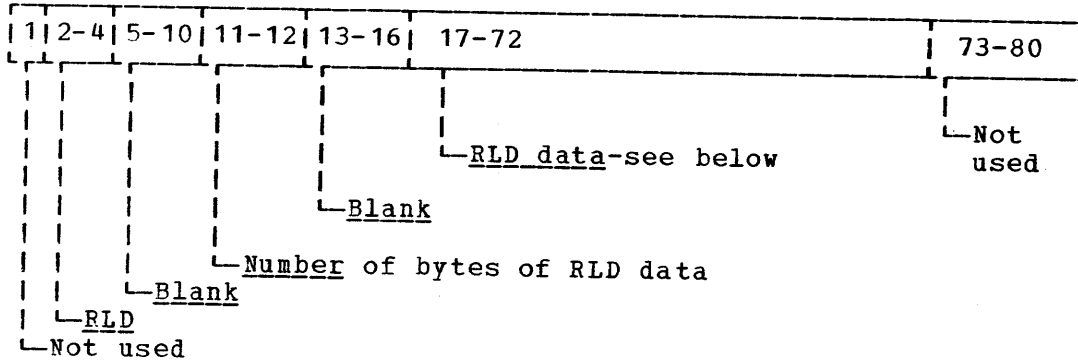 1 2-4 5-10 11-12 13-16 17-72 73-80
Not
RLD data-see below used
Blank
Number of bytes of RLD data
Blank
RLD
Not used